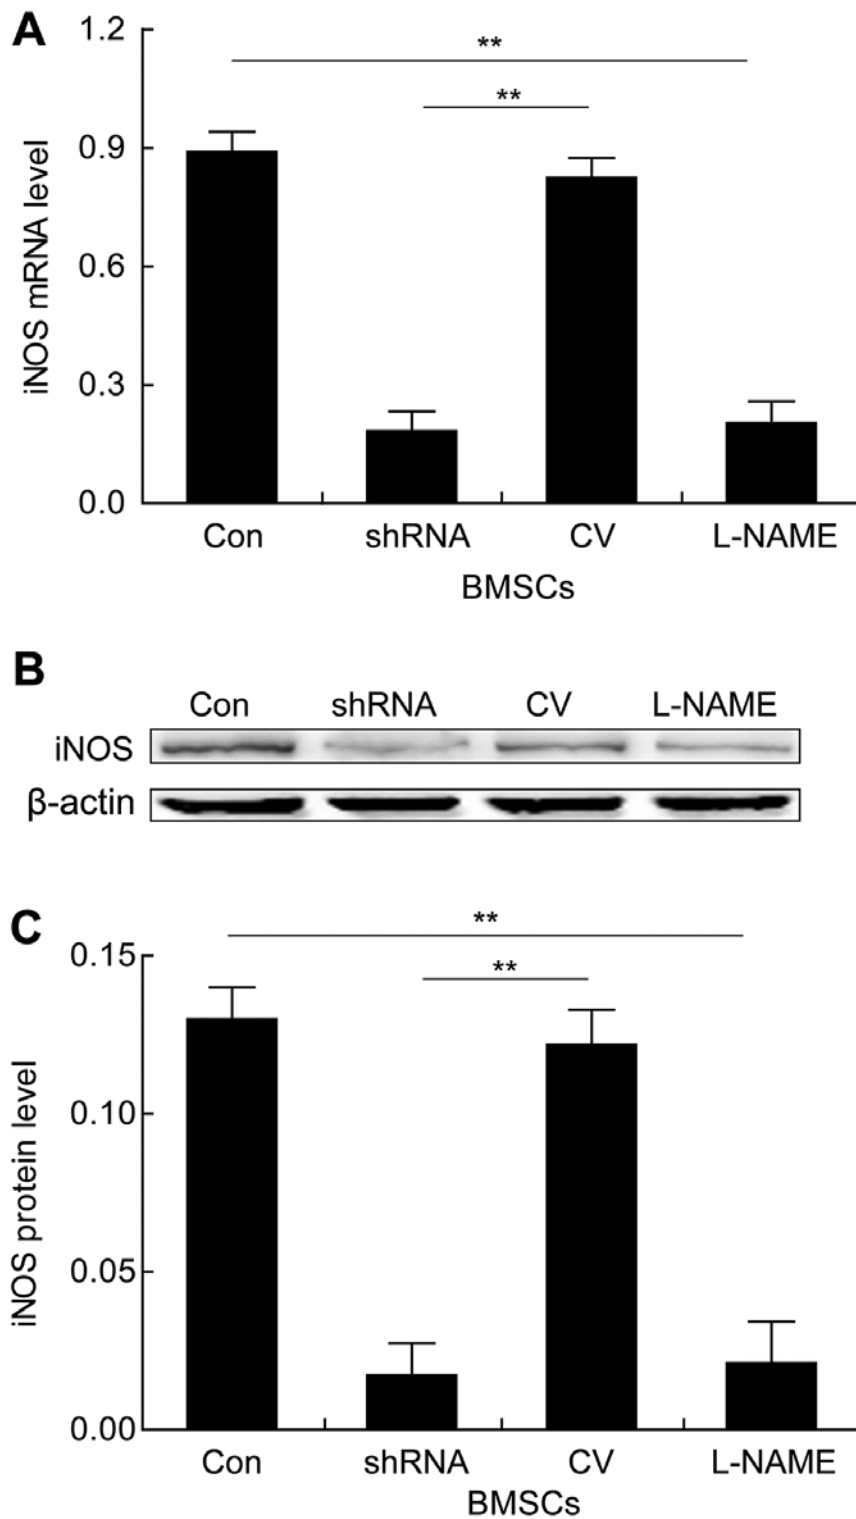 A
1.2
**
**
0.9
0.6
0.3
0.0
iNOS mRNA level
Con shRNA CV L-NAME
BMSCs
B
Con shRNA CV L-NAME
iNOS
β-actin
C
**
0.15
**
0.10
0.05
0.00
iNOS protein level
Con shRNA CV L-NAME
BMSCs